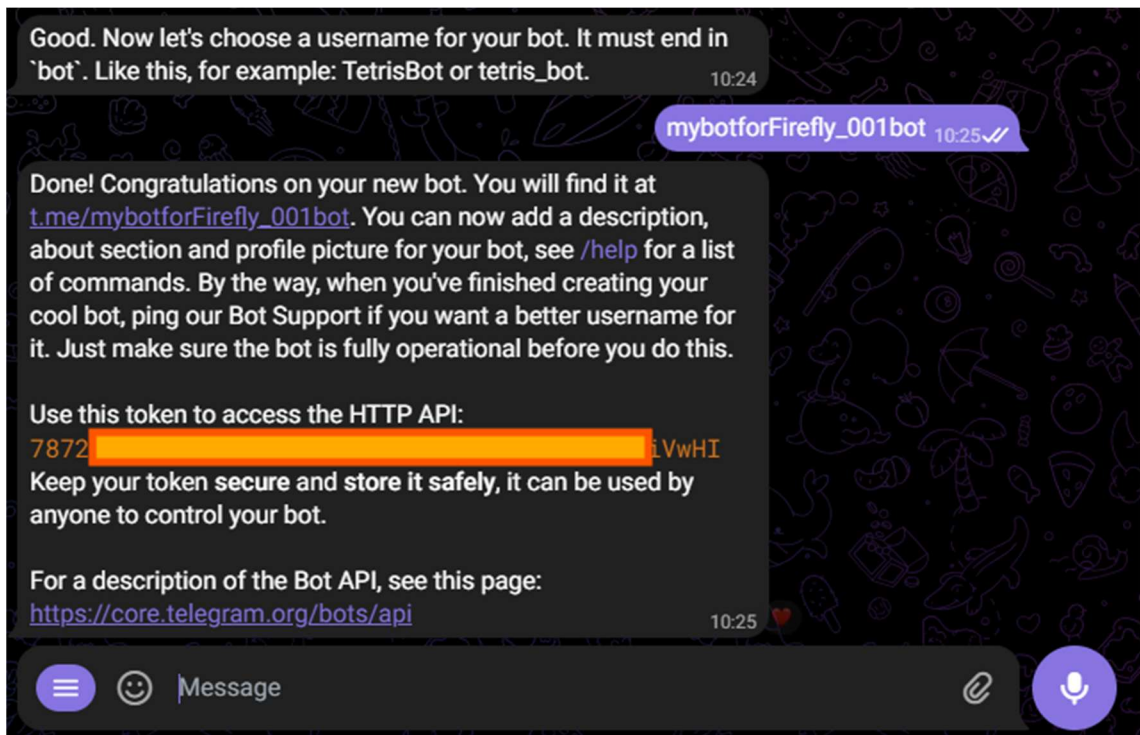 Good. Now let's choose a username for your bot. It must end in
`bot`. Like this, for example: TetrisBot or tetris_bot.
10:24
mybotforFirefly_001bot 10:25
Done! Congratulations on your new bot. You will find it at
t.me/mybotforFirefly_001bot. You can now add a description,
about section and profile picture for your bot, see /help for a list
of commands. By the way, when you've finished creating your
cool bot, ping our Bot Support if you want a better username for
it. Just make sure the bot is fully operational before you do this.
Use this token to access the HTTP API:
7872 iVwHI
Keep your token secure and store it safely, it can be used by
anyone to control your bot.
For a description of the Bot API, see this page:
https://core.telegram.org/bots/api
10:25
Message